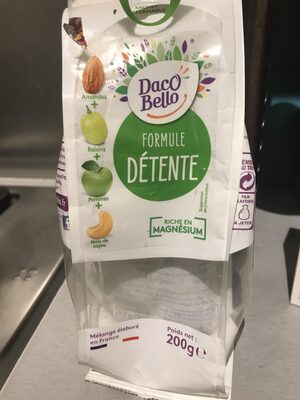 Daco
Bello
Amandes
+
Raisins
+
Pommes
+
Noix de
cajou
FORMULE
DÉTENTE
RICHE EN
MAGNÉSIUM
Mélange élaboré
en France
Poids net :
200g e
À JETER